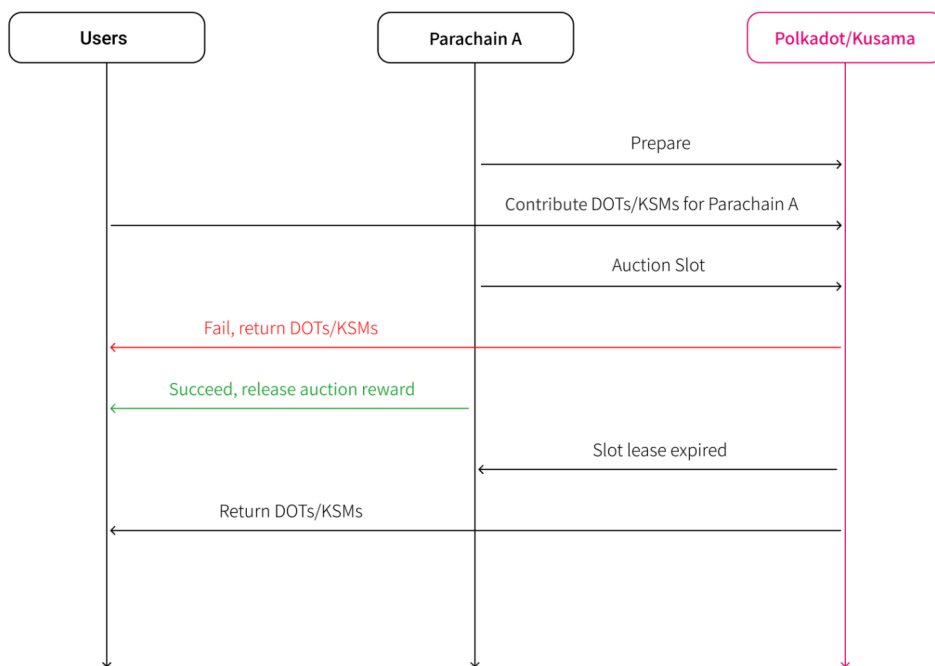 Users
Parachain A
Polkadot/Kusama
Prepare
Contribute DOTs/KSMs for Parachain A
Auction Slot
Fail, return DOTs/KSMs
Succeed, release auction reward
Slot lease expired
Return DOTs/KSMs